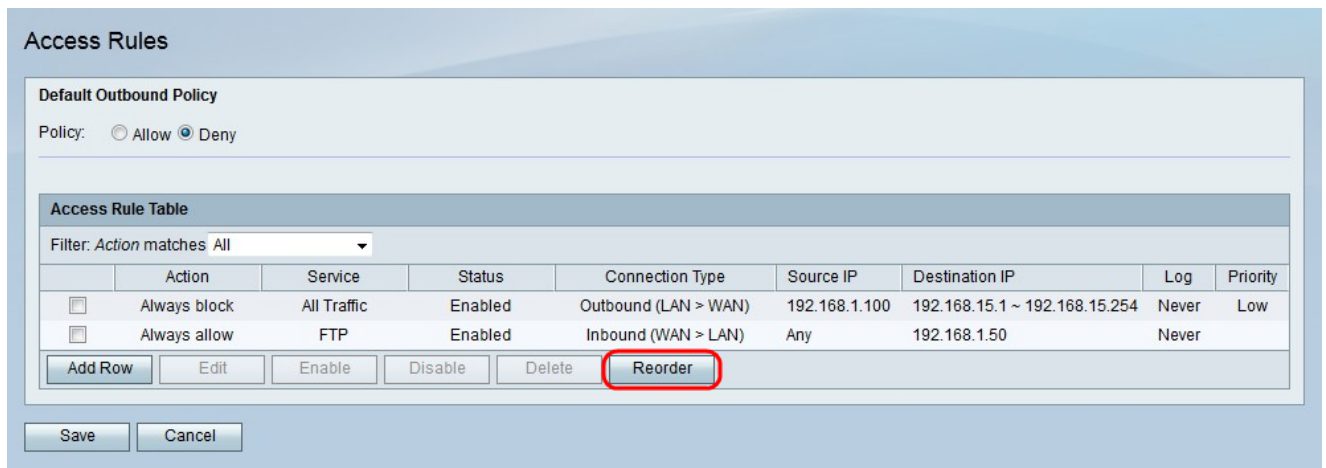 Access Rules
Default Outbound Policy
Policy: Allow Deny
Access Rule Table
Filter: Action matches All
Action Service Status Connection Type Source IP Destination IP Log Priority
Always block All Traffic Enabled Outbound (LAN > WAN) 192.168.1.100 192.168.15.1 ~ 192.168.15.254 Never Low
Always allow FTP Enabled Inbound (WAN > LAN) Any 192.168.1.50 Never
Add Row Edit Enable Disable Delete Reorder
Save Cancel